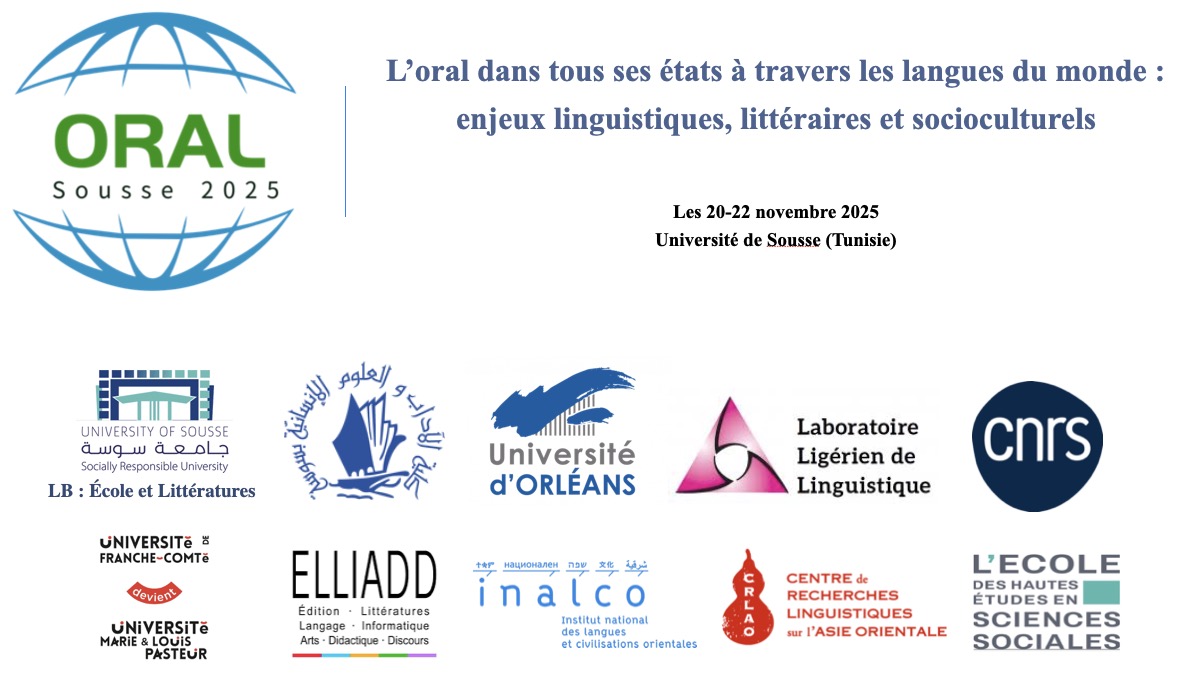 ORAL
Sousse 2025
L’oral dans tous ses états à travers les langues du monde :
enjeux linguistiques, littéraires et socioculturels
Les 20-22 novembre 2025
Université de Sousse (Tunisie)
UNIVERSITY OF SOUSSE
جامعة سوسة
Socially Responsible University
LB : École et Littératures
كلية الآداب و العلوم الإنسانية بسوسة
Université
d’ORLÉANS
Laboratoire
Ligérien de
Linguistique
cnrs
UNIVERSITé DE
FRANCHE-COMTé
devient
UNIVERSITé
MARIE & LOUIS
PASTEUR
ELLIADD
Édition · Littératures
Langage · Informatique
Arts · Didactique · Discours
национален שפה 文化 شرقية
inalco
Institut national
des langues
et civilisations orientales
CRLAO
CENTRE de
RECHERCHES
LINGUISTIQUES
sur l’ASIE ORIENTALE
L’ECOLE
DES HAUTES
ÉTUDES EN
SCIENCES
SOCIALES